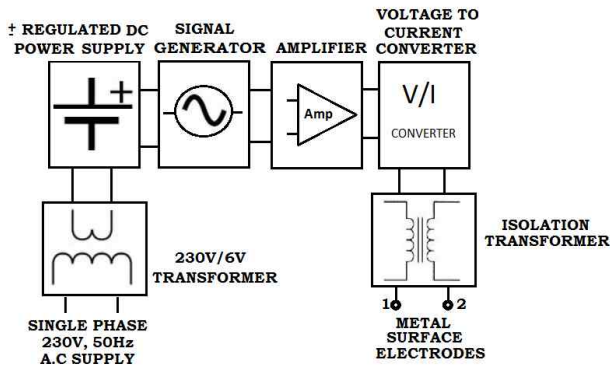 ± REGULATED DC
POWER SUPPLY
SIGNAL
GENERATOR
AMPLIFIER
VOLTAGE TO
CURRENT
CONVERTER
+
Amp
V/I
CONVERTER
230V/6V
TRANSFORMER
ISOLATION
TRANSFORMER
1
2
SINGLE PHASE
230V, 50Hz
A.C SUPPLY
METAL
SURFACE
ELECTRODES